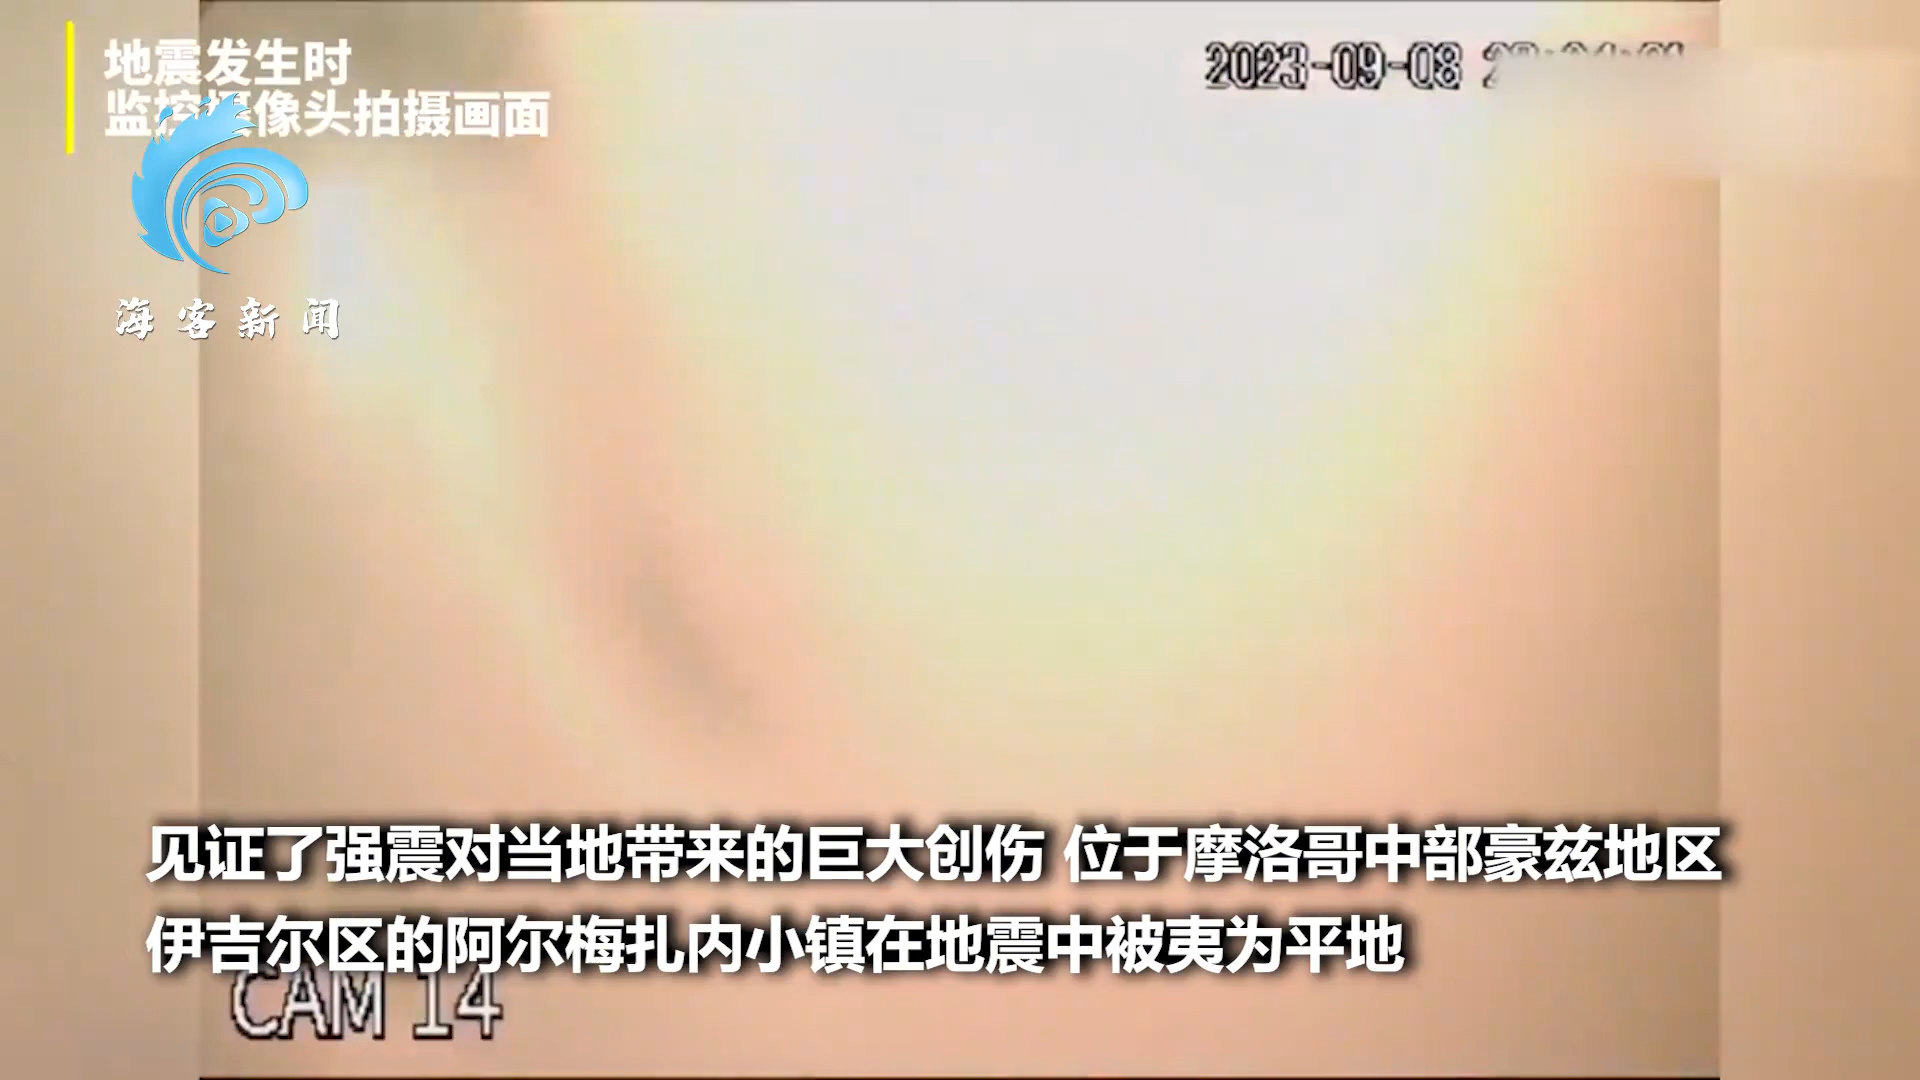 地震发生时
监控摄像头拍摄画面
2023-09-08
海客新闻
见证了强震对当地带来的巨大创伤 位于摩洛哥中部豪兹地区
伊吉尔区的阿尔梅扎内小镇在地震中被夷为平地
CAM 14